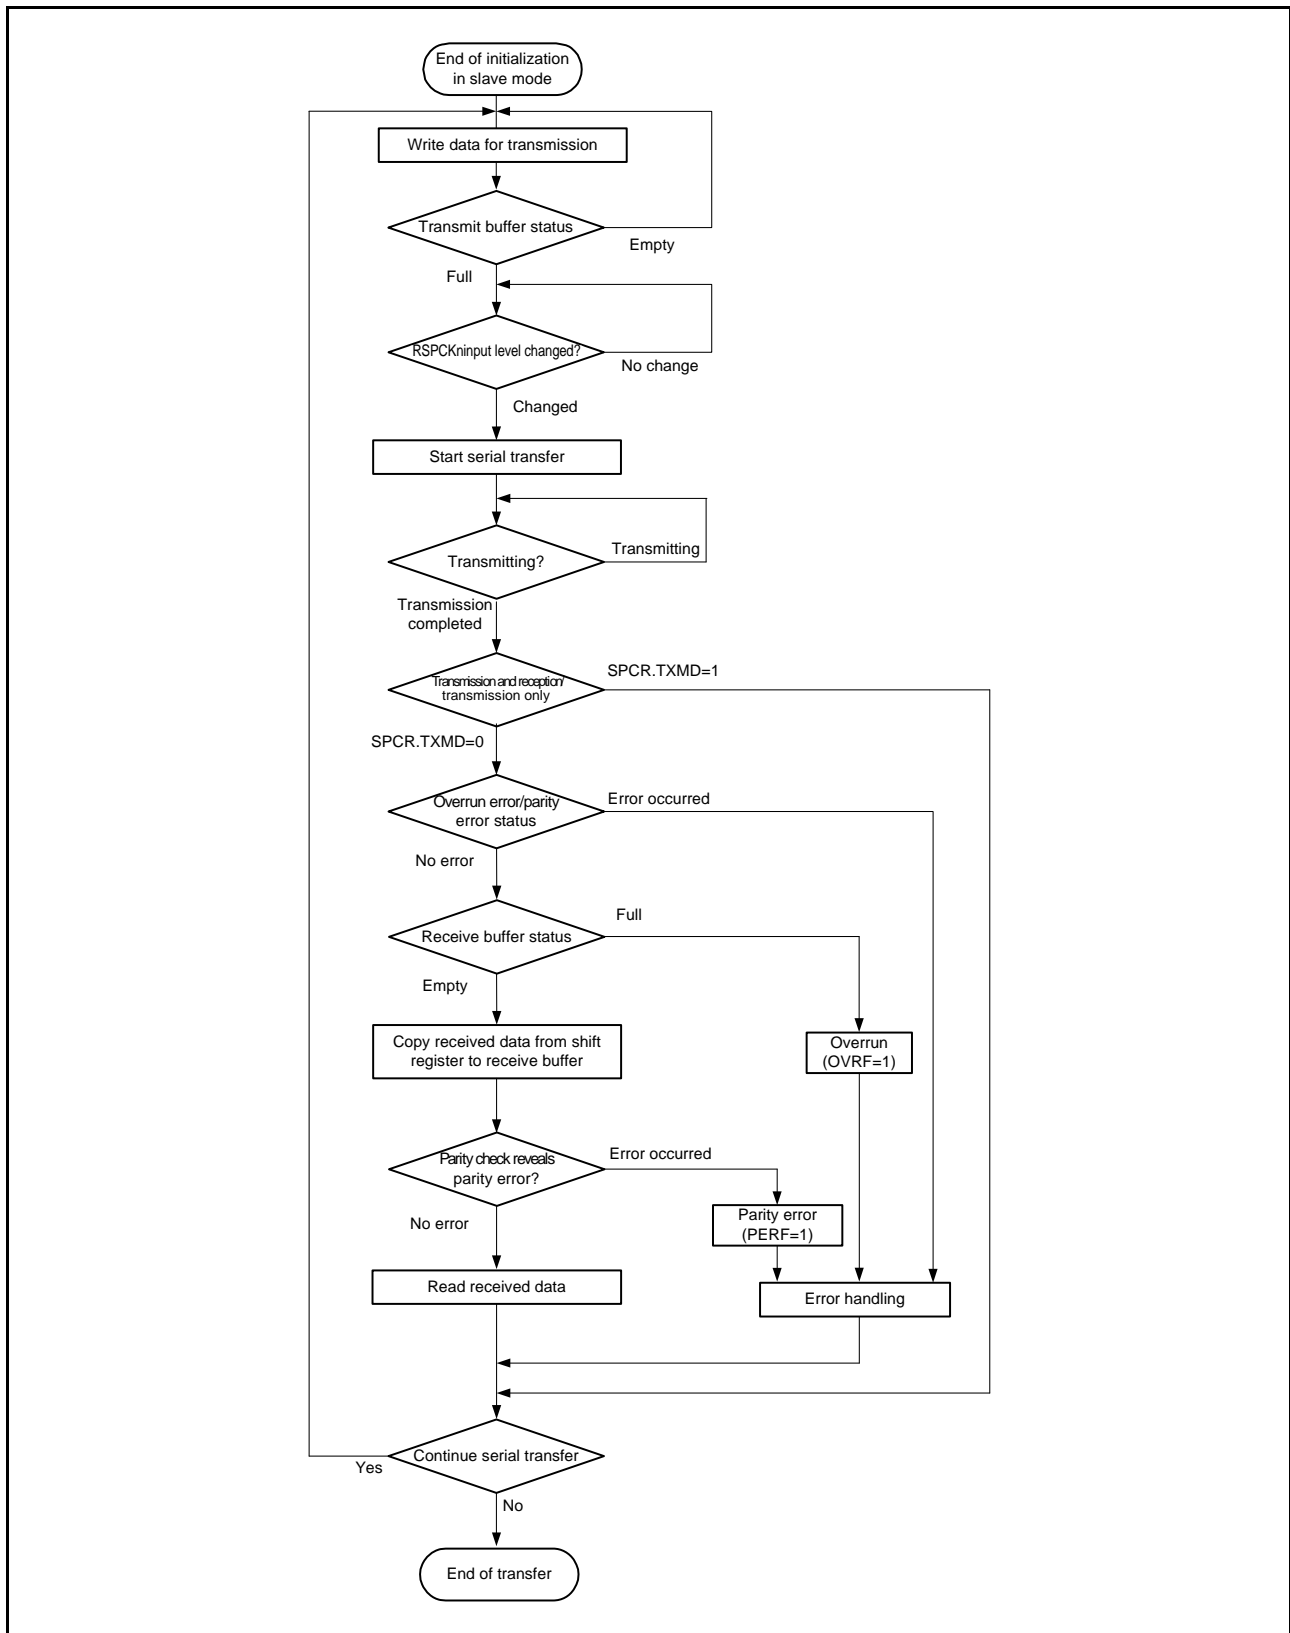 End of initialization
in slave mode
Write data for transmission
Transmit buffer status
Empty
Full
RSPCKninput level changed?
No change
Changed
Start serial transfer
Transmitting?
Transmitting
Transmission
completed
Transmission and reception/
transmission only
SPCR.TXMD=1
SPCR.TXMD=0
Overrun error/parity
error status
Error occurred
No error
Receive buffer status
Full
Empty
Copy received data from shift
register to receive buffer
Overrun
(OVRF=1)
Parity check reveals
parity error?
Error occurred
No error
Parity error
(PERF=1)
Read received data
Error handling
Continue serial transfer
Yes
No
End of transfer